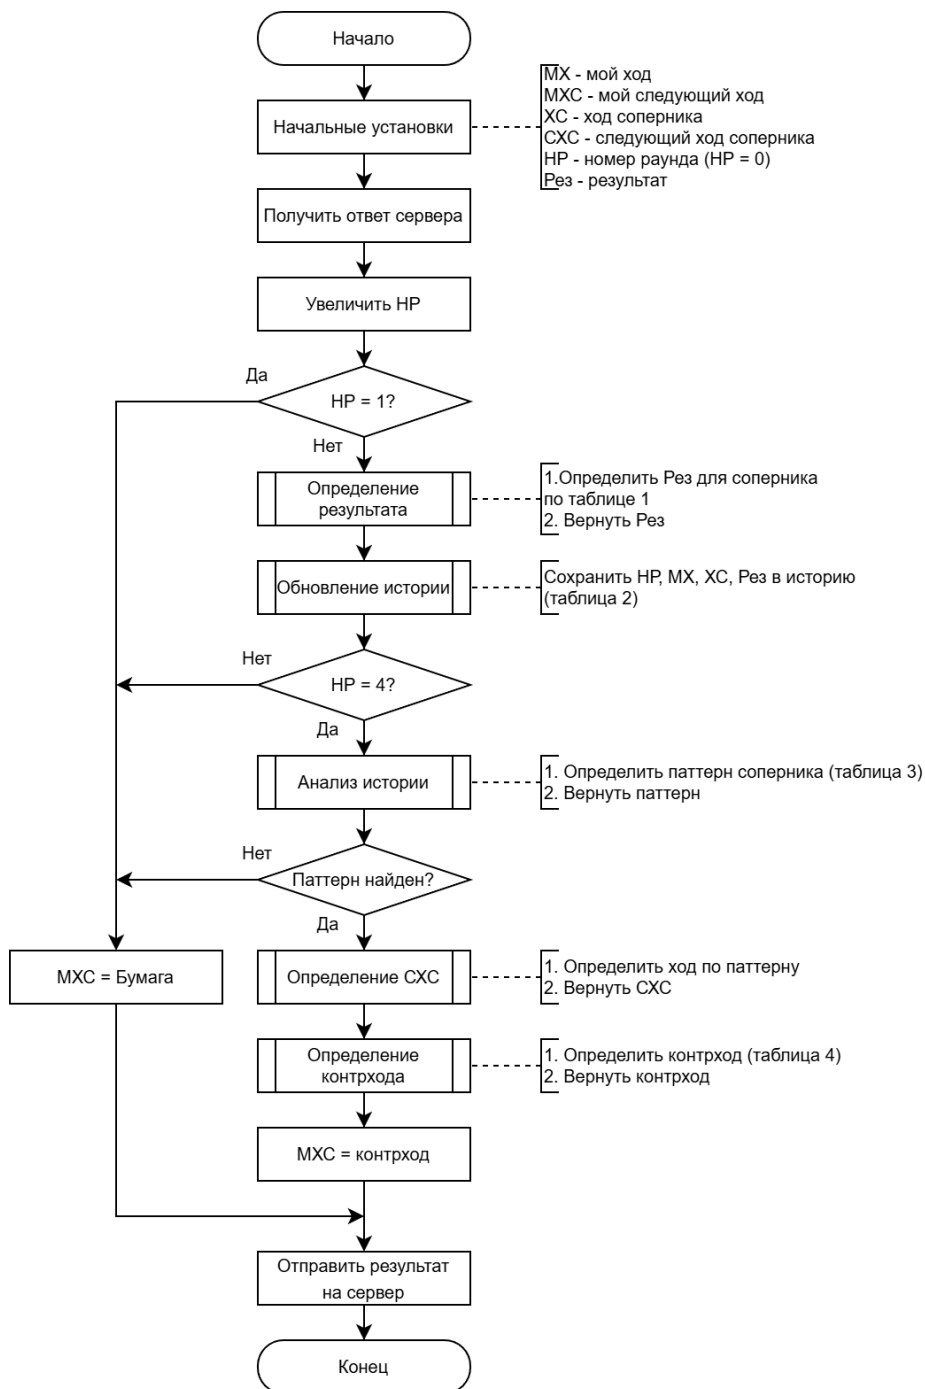 Начало
Начальные установки
МХ - мой ход
МХС - мой следующий ход
ХС - ход соперника
СХС - следующий ход соперника
НР - номер раунда (НР = 0)
Рез - результат
Получить ответ сервера
Увеличить НР
Да
НР = 1?
Нет
Определение
результата
1.Определить Рез для соперника
по таблице 1
2. Вернуть Рез
Обновление истории
Сохранить НР, МХ, ХС, Рез в историю
(таблица 2)
Нет
НР = 4?
Да
Анализ истории
1. Определить паттерн соперника (таблица 3)
2. Вернуть паттерн
Нет
Паттерн найден?
Да
МХС = Бумага
Определение СХС
1. Определить ход по паттерну
2. Вернуть СХС
Определение
контрхода
1. Определить контрход (таблица 4)
2. Вернуть контрход
МХС = контрход
Отправить результат
на сервер
Конец